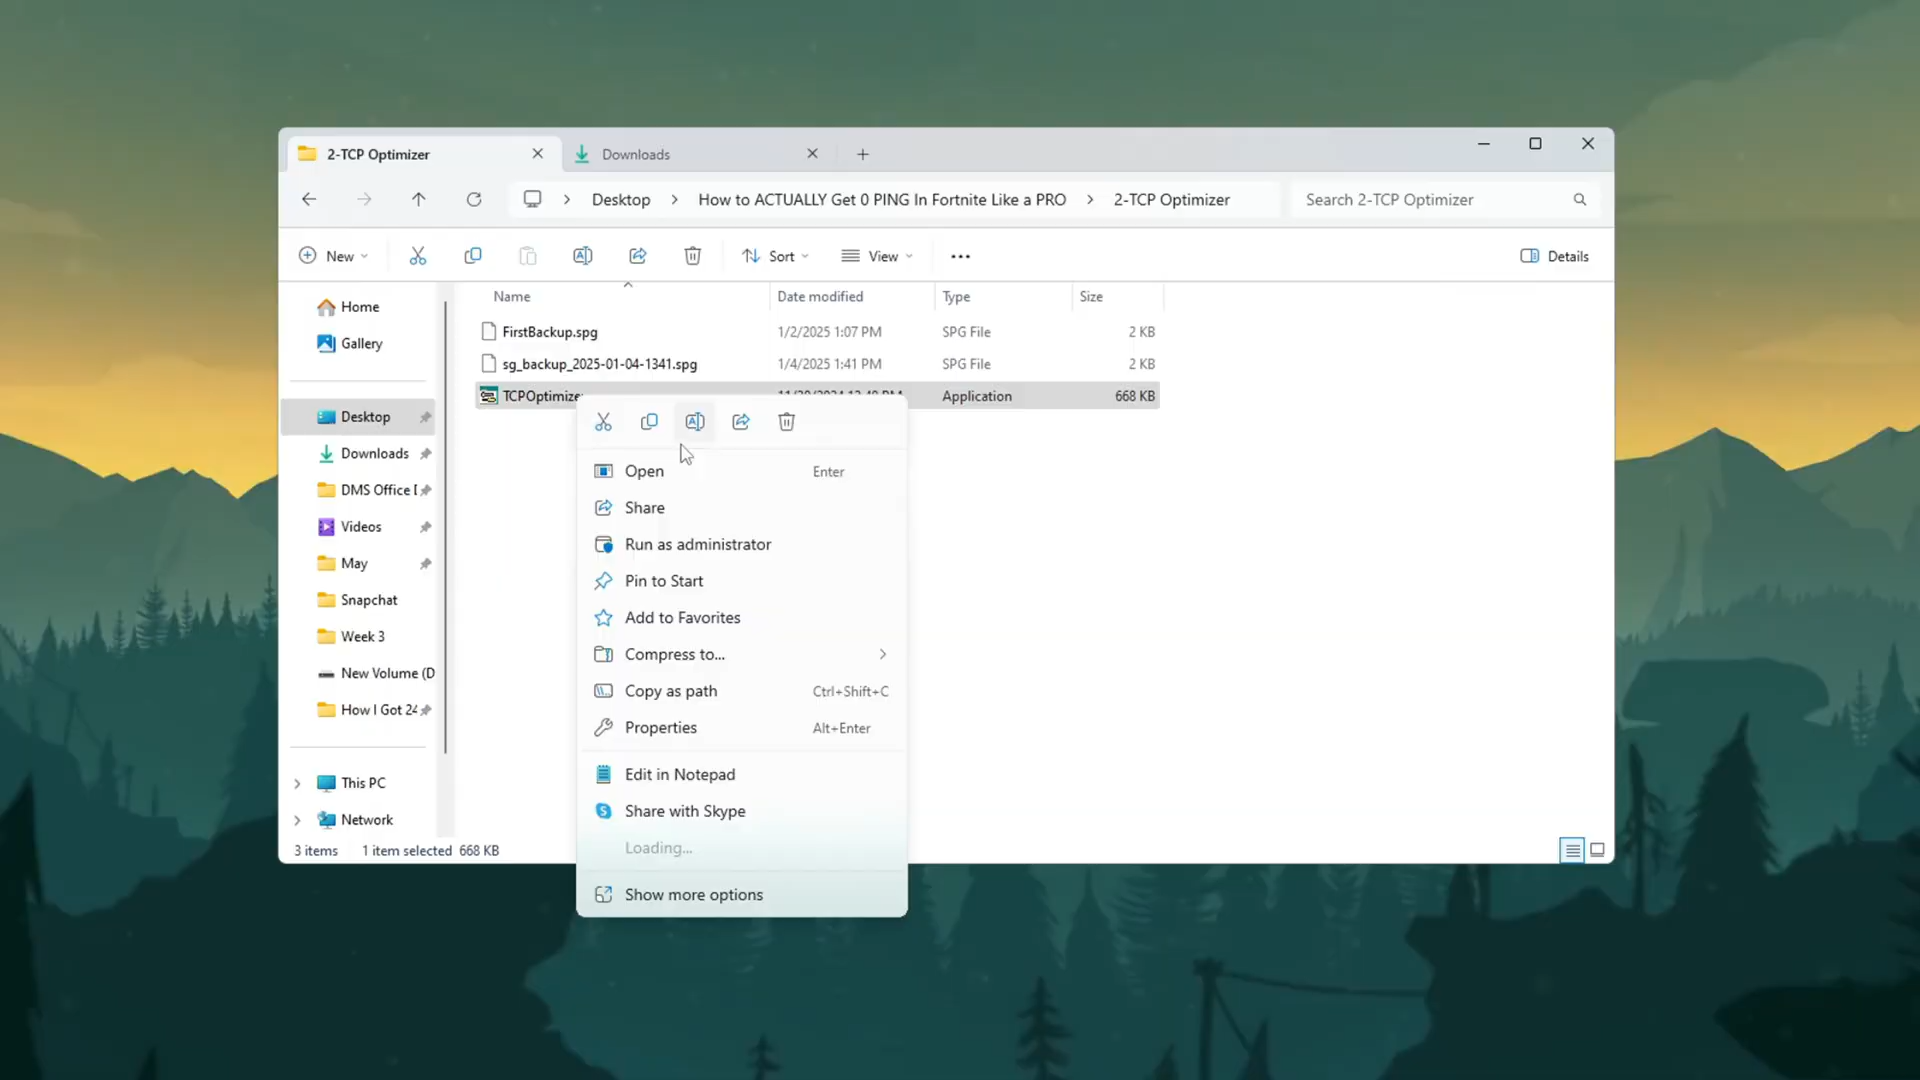 2-TCP Optimizer
Downloads
Desktop
How to ACTUALLY Get 0 PING In Fortnite Like a PRO
2-TCP Optimizer
Search 2-TCP Optimizer
New
Sort
View
Details
Name
Date modified
Type
Size
FirstBackup.spg
1/2/2025 1:07 PM
SPG File
2 KB
sg_backup_2025-01-04-1341.spg
1/4/2025 1:41 PM
SPG File
2 KB
TCPOptimize
Application
668 KB
Home
Gallery
Desktop
Downloads
DMS Office
Videos
May
Snapchat
Week 3
New Volume (D
How I Got 24
This PC
Network
Open
Enter
Share
Run as administrator
Pin to Start
Add to Favorites
Compress to...
Copy as path
Ctrl+Shift+C
Properties
Alt+Enter
Edit in Notepad
Share with Skype
Loading...
Show more options
3 items
1 item selected
668 KB